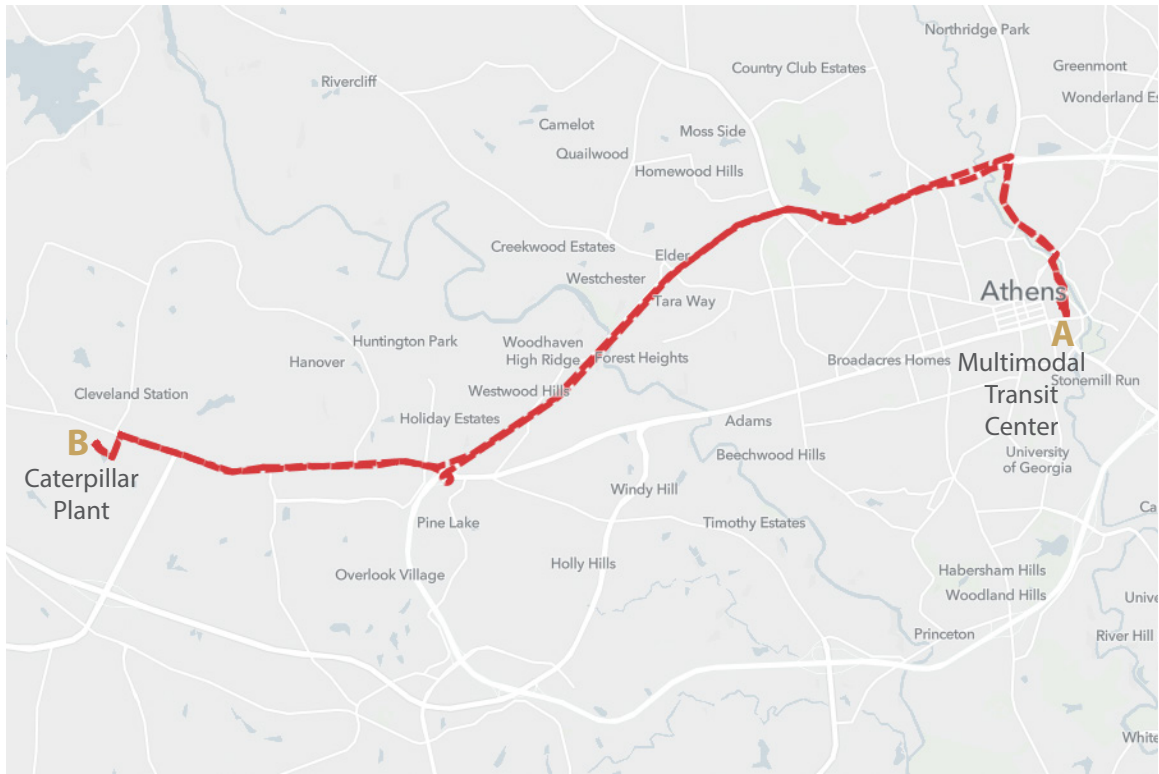 Northridge Park
Greenmont
Country Club Estates
Rivercliff
Wonderland Es
Camelot
Moss Side
Quailwood
Homewood Hills
Creekwood Estates
Elder
Westchester
Athens
Tara Way
A
Huntington Park
Woodhaven
High Ridge
Forest Heights
Broadacres Homes
Multimodal
Transit
Center
Hanover
Stonemill Run
Cleveland Station
Westwood Hills
Holiday Estates
Adams
B
Caterpillar
Plant
Beechwood Hills
University
of Georgia
Windy Hill
Ca
Pine Lake
Timothy Estates
Holly Hills
Overlook Village
Habersham Hills
Woodland Hills
Unive
Princeton
River Hill
White